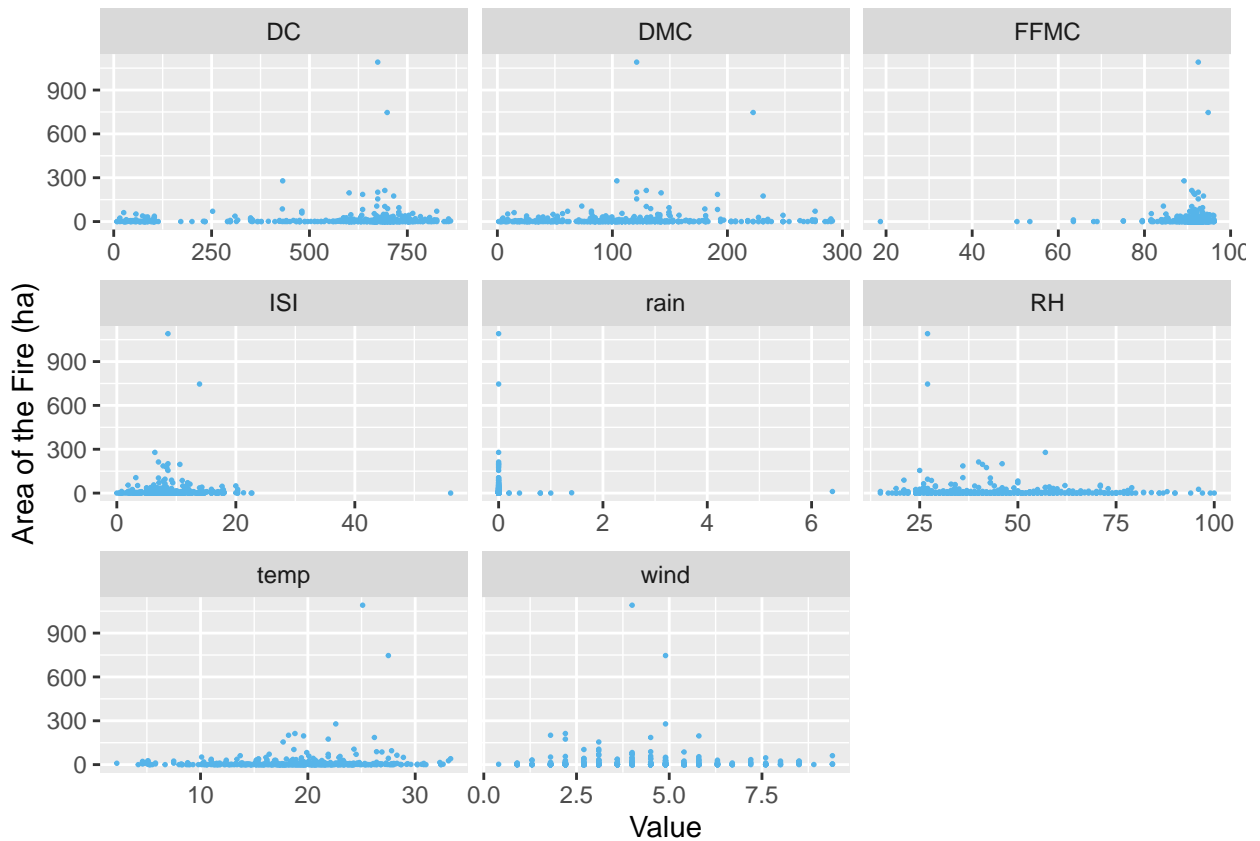 DC DMC FFMC
900
600
300
0
0 250 500 750 0 100 200 300 20 40 60 80 100
ISI rain RH
900
600
300
0
0 20 40 0 2 4 6 25 50 75 100
temp wind
900
600
300
0
10 20 30 0.0 2.5 5.0 7.5
Area of the Fire (ha)
Value